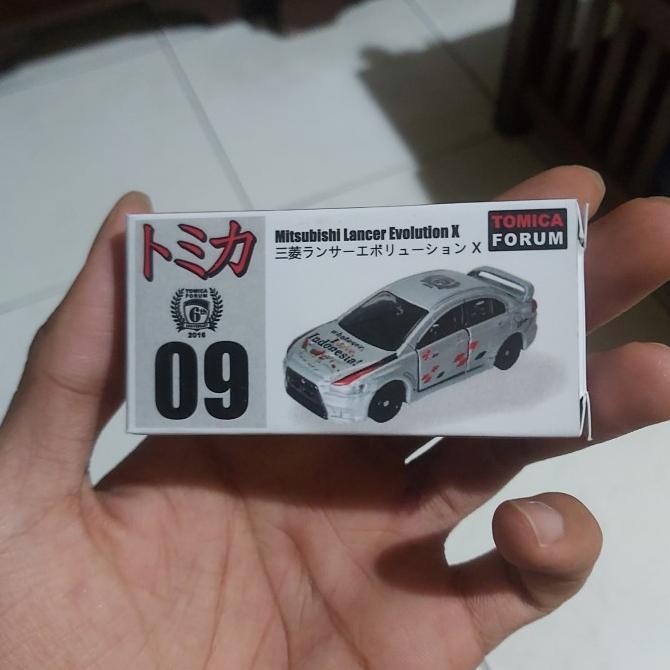 トミカ
TOMICA
FORUM
6th
2016
09
Mitsubishi Lancer Evolution X
三菱ランサーエボリューション X
TOMICA
FORUM
whatever,
Indonesia!